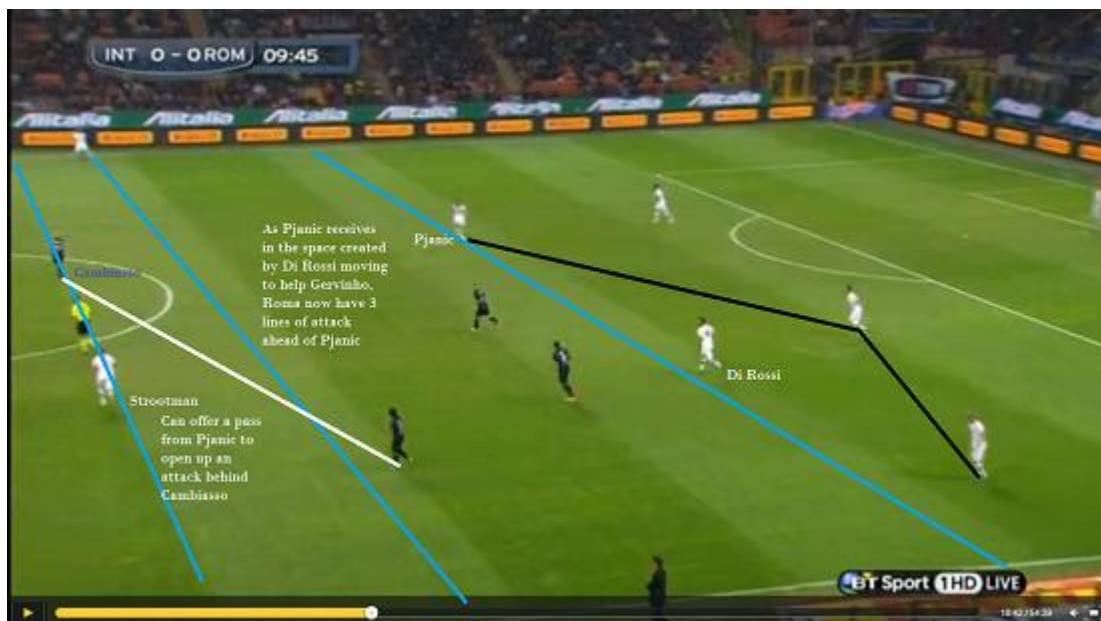 INT 0 - 0 ROM 09:45
Alitalia Alitalia Alitalia Alitalia Alitalia
As Pjanic receives
in the space created
by Di Rossi moving
to help Gervinho,
Roma now have 3
lines of attack
ahead of Pjanic
Pjanic
Cambiasso
Di Rossi
Strootman
Can offer a pass
from Pjanic to
open up an
attack behind
Cambiasso
BT Sport 1HD LIVE